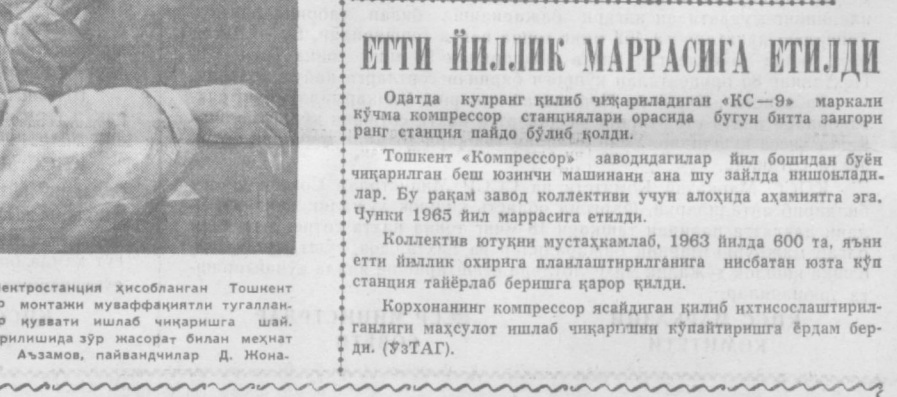 ЕТТИ ЙИЛЛИК МАРРАСИГА ЕТИЛДИ
Одатда кулранг қилиб чиқариладиган «КС—9» маркали
кўчма компрессор станциялари орасида бугун битта зангори
ранг станция пайдо бўлиб қолди.
Тошкент «Компрессор» заводидагилар йил бошидан буён
чиқарилган беш юзинчи машинани ана шу зайлда нишонлади-
лар. Бу рақам завод коллективи учун алоҳида аҳамиятга эга.
Чунки 1965 йил маррасига етилди.
Коллектив ютуқни мустаҳкамлаб, 1963 йилда 600 та, яъни
етти йиллик охирига планлаштирилганига нисбатан юзта кўп
станция тайёрлаб беришга қарор қилди.
Корхонанинг компрессор ясайдиган қилиб ихтисослаштирил-
ганлиги маҳсулот ишлаб чиқаришни кўпайтиришга ёрдам бер-
ди. (ЎзТАГ).
лектростанция ҳисобланган Тошкент
р монтажи муваффақиятли тугаллан-
р қуввати ишлаб чиқаришга шай.
рилишида зўр жасорат билан меҳнат
Аъзамов, пайвандчилар Д. Жона-